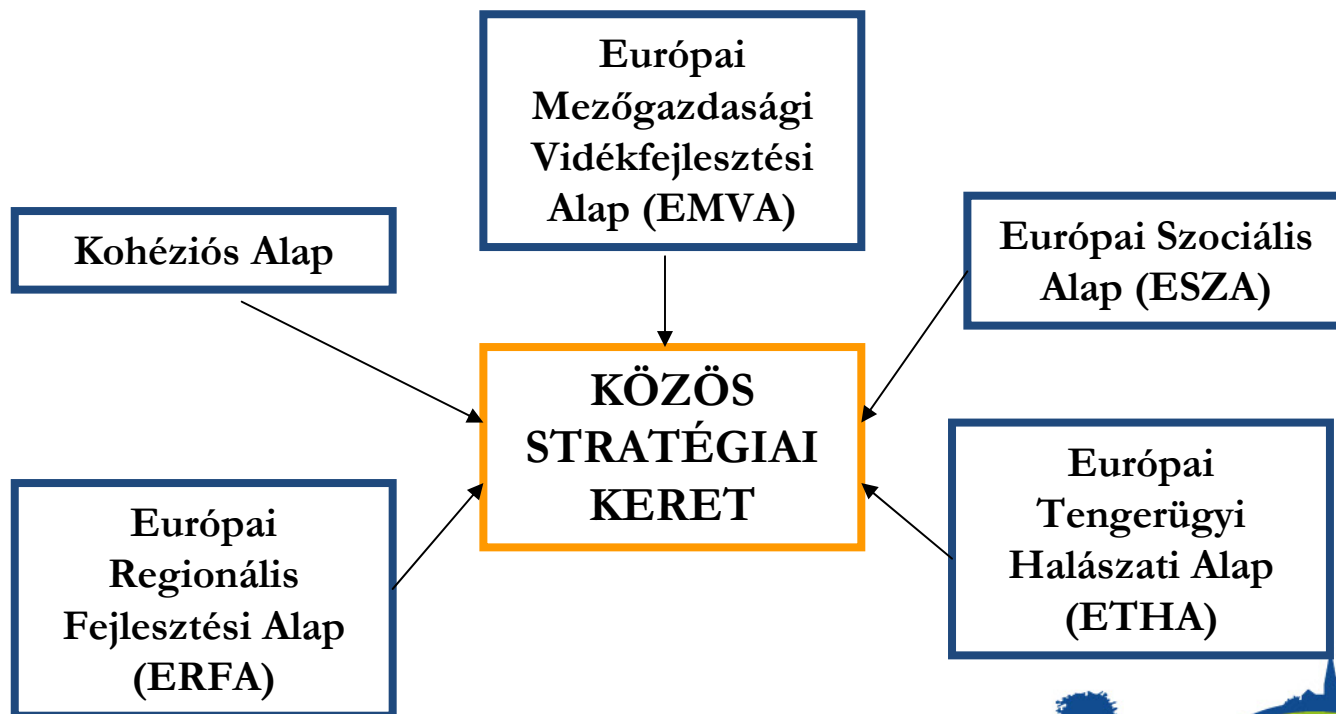 Európai
Mezőgazdasági
Vidékfejlesztési
Alap (EMVA)
Kohéziós Alap
Európai Szociális
Alap (ESZA)
KÖZÖS
STRATÉGIAI
KERET
Európai
Regionális
Fejlesztési Alap
(ERFA)
Európai
Tengerügyi
Halászati Alap
(ETHA)